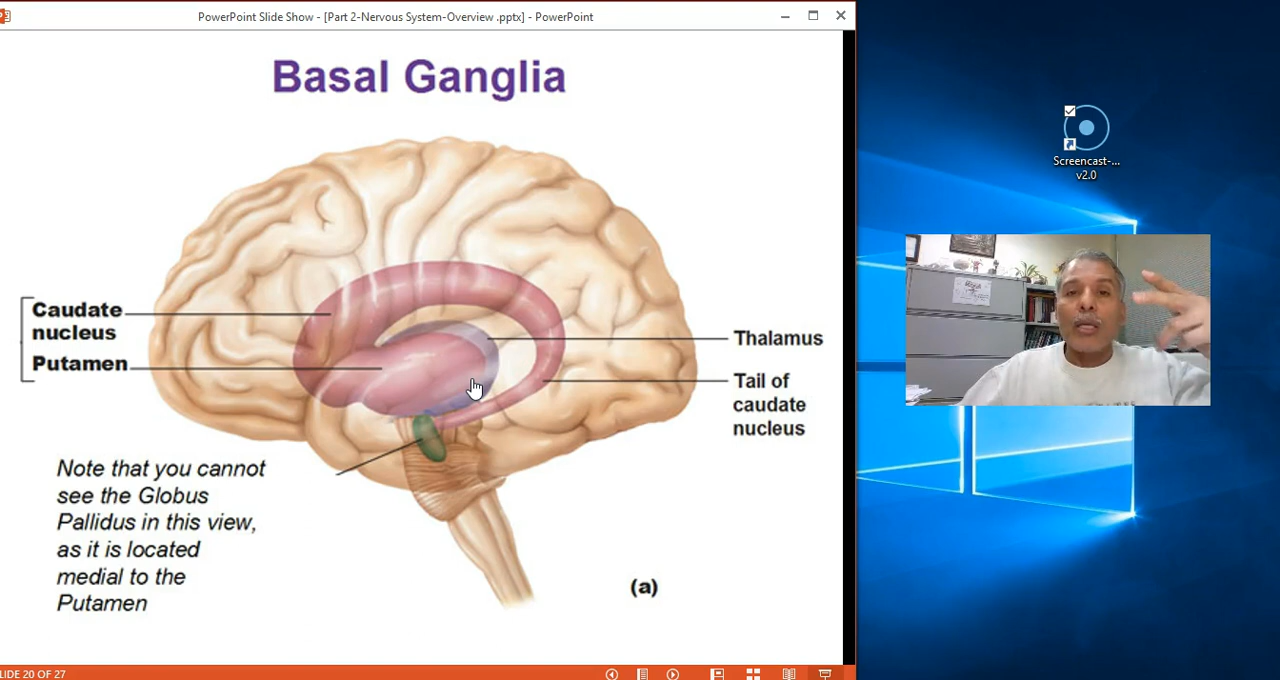 PowerPoint Slide Show - [Part 2-Nervous System-Overview .pptx] - PowerPoint
Basal Ganglia
Caudate
nucleus
Putamen
Thalamus
Tail of
caudate
nucleus
Note that you cannot
see the Globus
Pallidus in this view,
as it is located
medial to the
Putamen
(a)
LIDE 20 OF 27
Screencast-...
v2.0